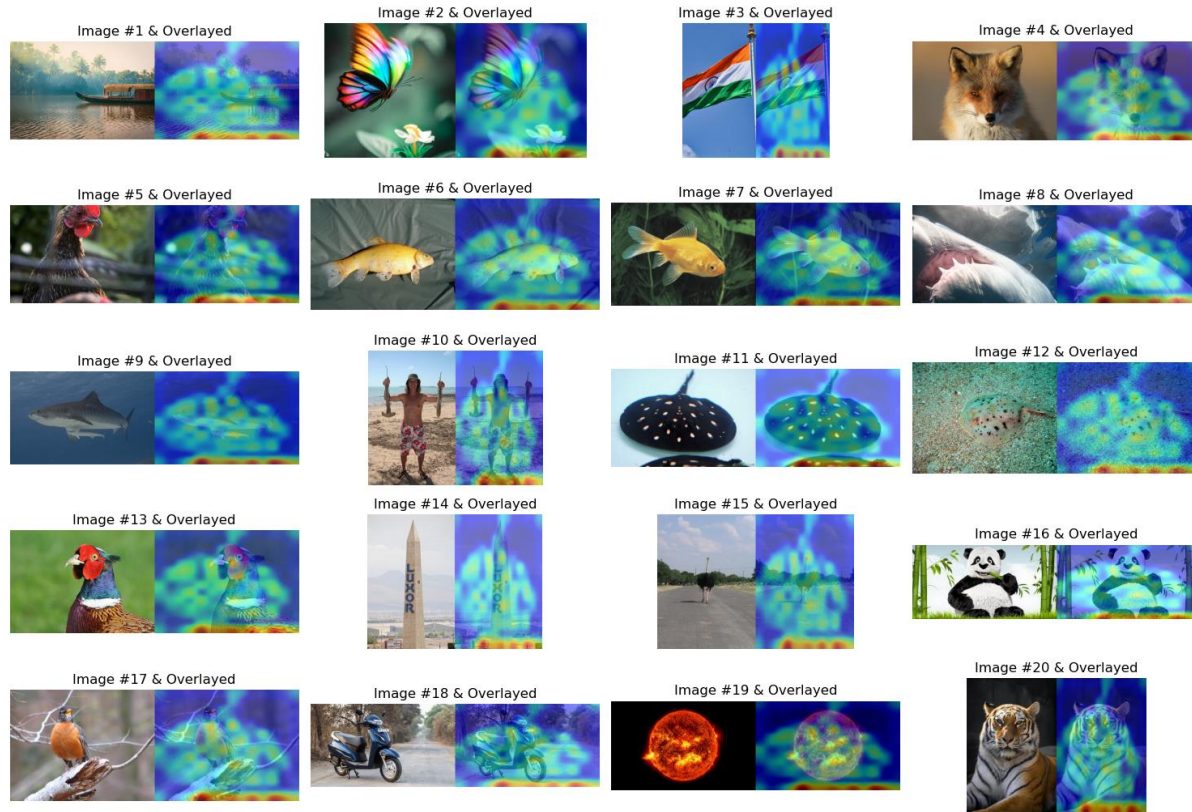 Image #1 & Overlayed
Image #2 & Overlayed
Image #3 & Overlayed
Image #4 & Overlayed
Image #5 & Overlayed
Image #6 & Overlayed
Image #7 & Overlayed
Image #8 & Overlayed
Image #9 & Overlayed
Image #10 & Overlayed
Image #11 & Overlayed
Image #12 & Overlayed
Image #13 & Overlayed
Image #14 & Overlayed
LUXOR
LUXOR
Image #15 & Overlayed
Image #16 & Overlayed
Image #17 & Overlayed
Image #18 & Overlayed
Image #19 & Overlayed
Image #20 & Overlayed